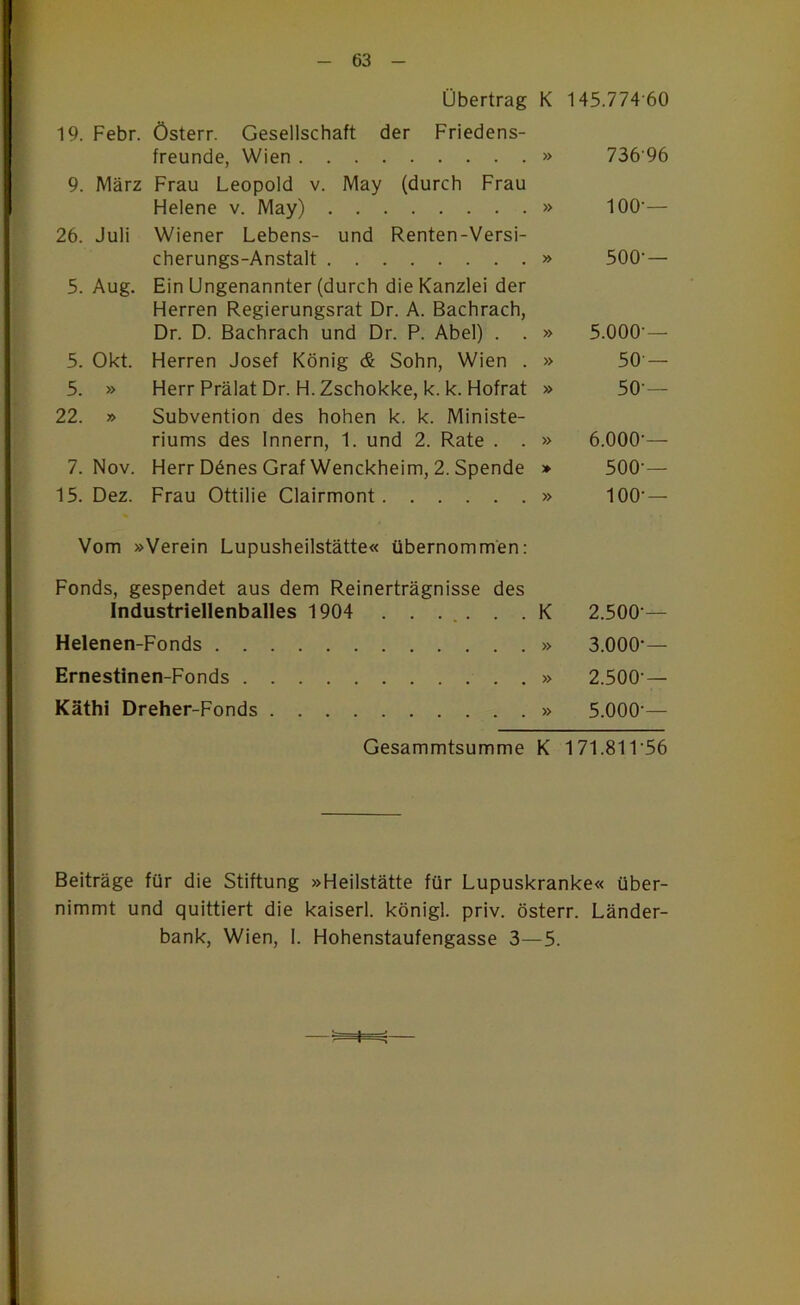 — 63 —
Übertrag K 145.774·60
19. Febr. Österr. Gesellschaft der Friedens-
freunde, Wien . . . . . . . . . » 736·96
9. März Frau Leopold v. May (durch Frau
Helene v. May) . . . . . . . . » 100·—
26. Juli Wiener Lebens- und Renten-Versi-
cherungs-Anstalt . . . . . . . . » 500·—
5. Aug. Ein Ungenannter (durch die Kanzlei der
Herren Regierungsrat Dr. A. Bachrach,
Dr. D. Bachrach und Dr. P. Abel) . . » 5.000·—
5. Okt. Herren Josef König & Sohn, Wien . » 50·—
5. » Herr Prälat Dr. H. Zschokke, k. k. Hofrat » 50·—
22. » Subvention des hohen k. k. Ministe-
riums des Innern, 1. und 2. Rate . . » 6.000·—
7. Nov. Herr Dénes Graf Wenckheim, 2. Spende » 500·—
15. Dez. Frau Ottilie Clairmont . . . . . . » 100·—
Vom »Verein Lupusheilstätte« übernommen:
Fonds, gespendet aus dem Reinerträgnisse des
Industriellenballes 1904 . . . . . . K 2.500·—
Helenen-Fonds . . . . . . . . . . . . » 3.000·—
Ernestinen-Fonds . . . . . . . . . . . » 2.500·—
Käthi Dreher-Fonds . . . . . . . . . . » 5.000·—
Gesammtsumme K 171.811·56
Beiträge für die Stiftung »Heilstätte für Lupuskranke« über-
nimmt und quittiert die kaiserl. königl. priv. österr. Länder-
bank, Wien, I. Hohenstaufengasse 3—5.